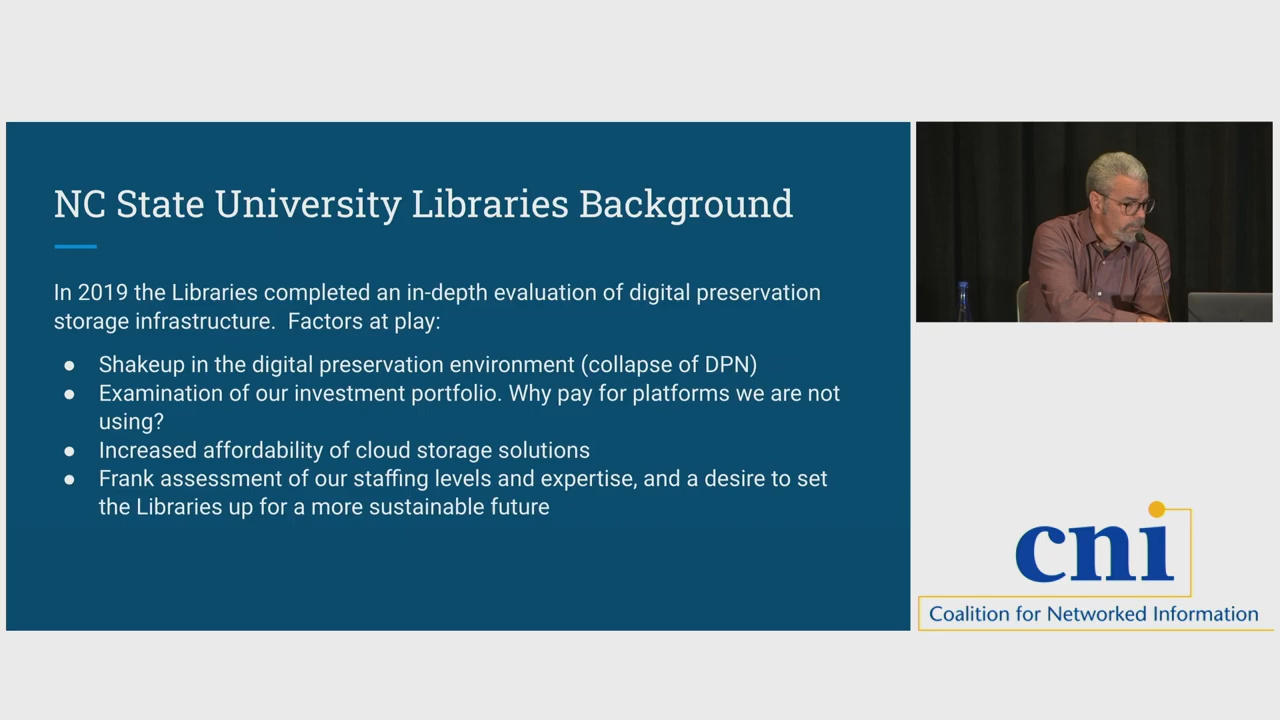 NC State University Libraries Background
In 2019 the Libraries completed an in-depth evaluation of digital preservation
storage infrastructure.  Factors at play:
● Shakeup in the digital preservation environment (collapse of DPN)
● Examination of our investment portfolio. Why pay for platforms we are not
using?
● Increased affordability of cloud storage solutions
● Frank assessment of our staffing levels and expertise, and a desire to set
the Libraries up for a more sustainable future
cni
Coalition for Networked Information